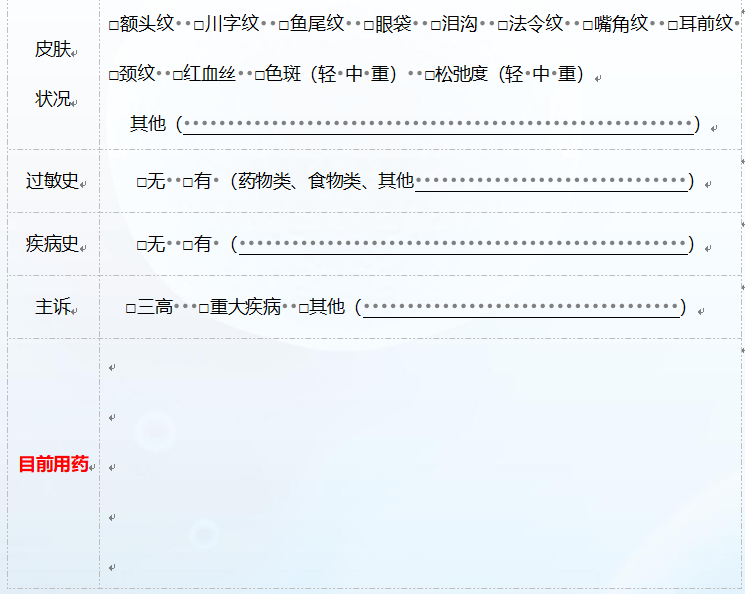 皮肤
状况
□额头纹 □川字纹 □鱼尾纹 □眼袋 □泪沟 □法令纹 □嘴角纹 □耳前纹
□颈纹 □红血丝 □色斑（轻 中 重） □松弛度（轻 中 重）
其他（                    ）
过敏史
□无 □有 （药物类、食物类、其他            ）
疾病史
□无 □有 （                    ）
主诉
□三高 □重大疾病 □其他（              ）
目前用药